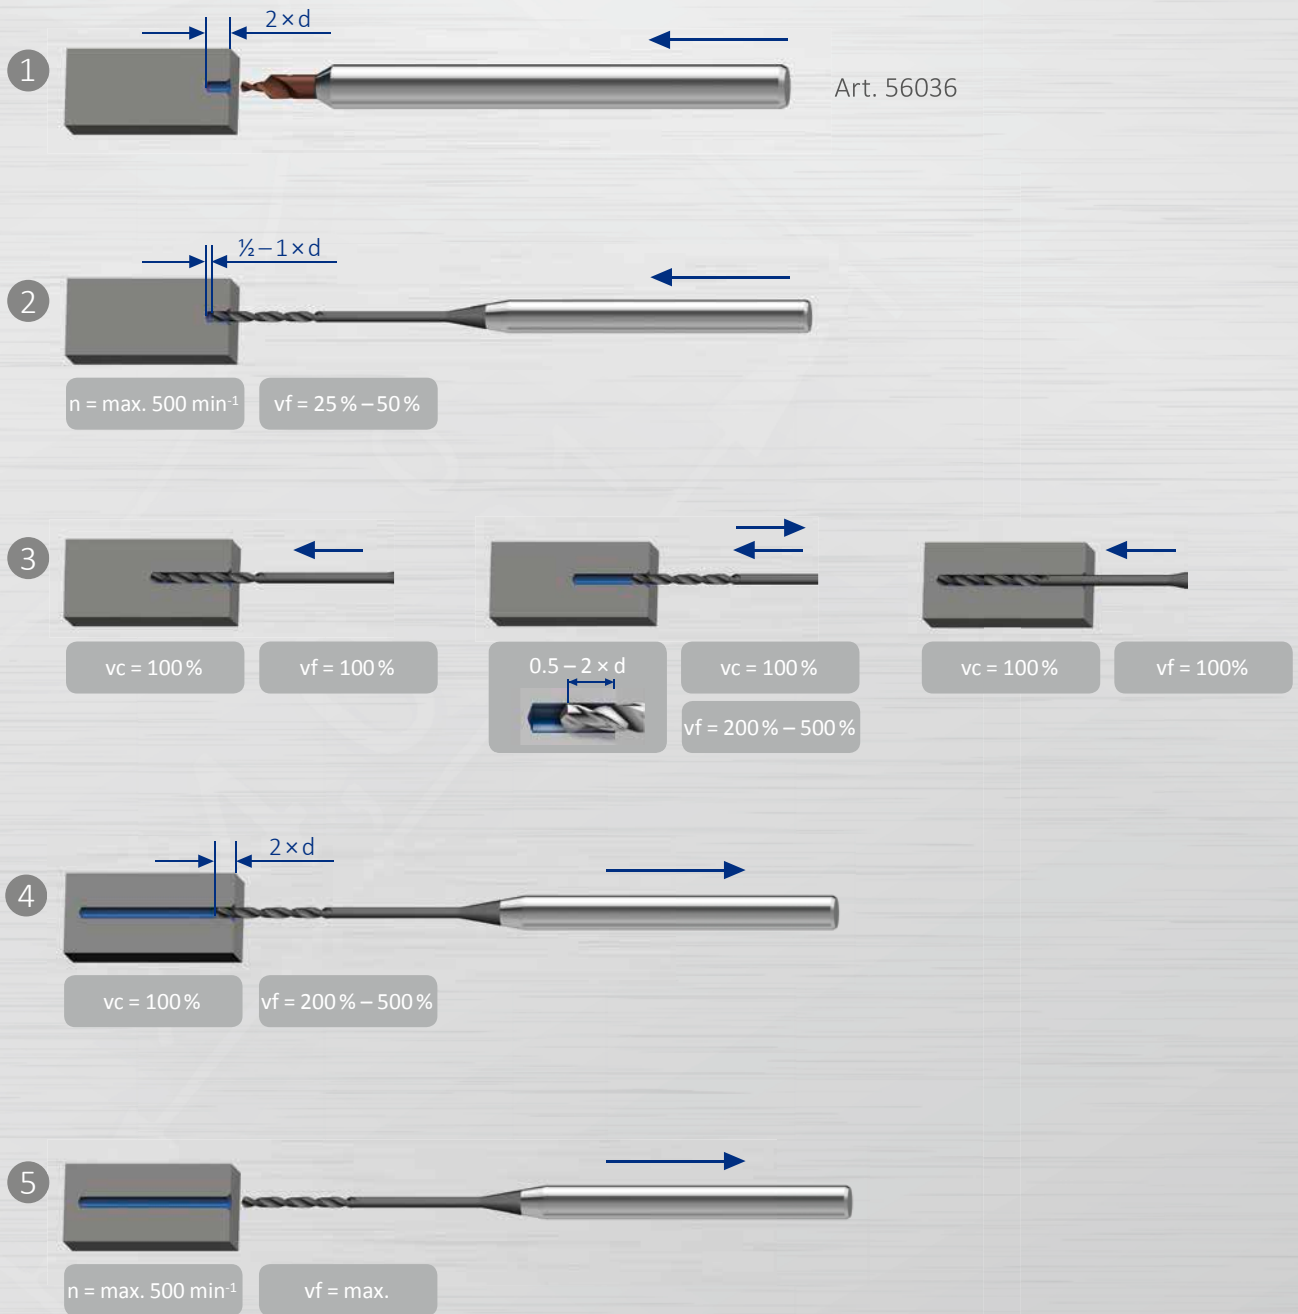 1
2 × d
Art. 56036
2
½ – 1 × d
n = max. 500 min⁻¹
vf = 25 % – 50 %
3
vc = 100 %
vf = 100 %
0.5 – 2 × d
vc = 100 %
vf = 200 % – 500 %
vc = 100 %
vf = 100%
4
2 × d
vc = 100 %
vf = 200 % – 500 %
5
n = max. 500 min⁻¹
vf = max.